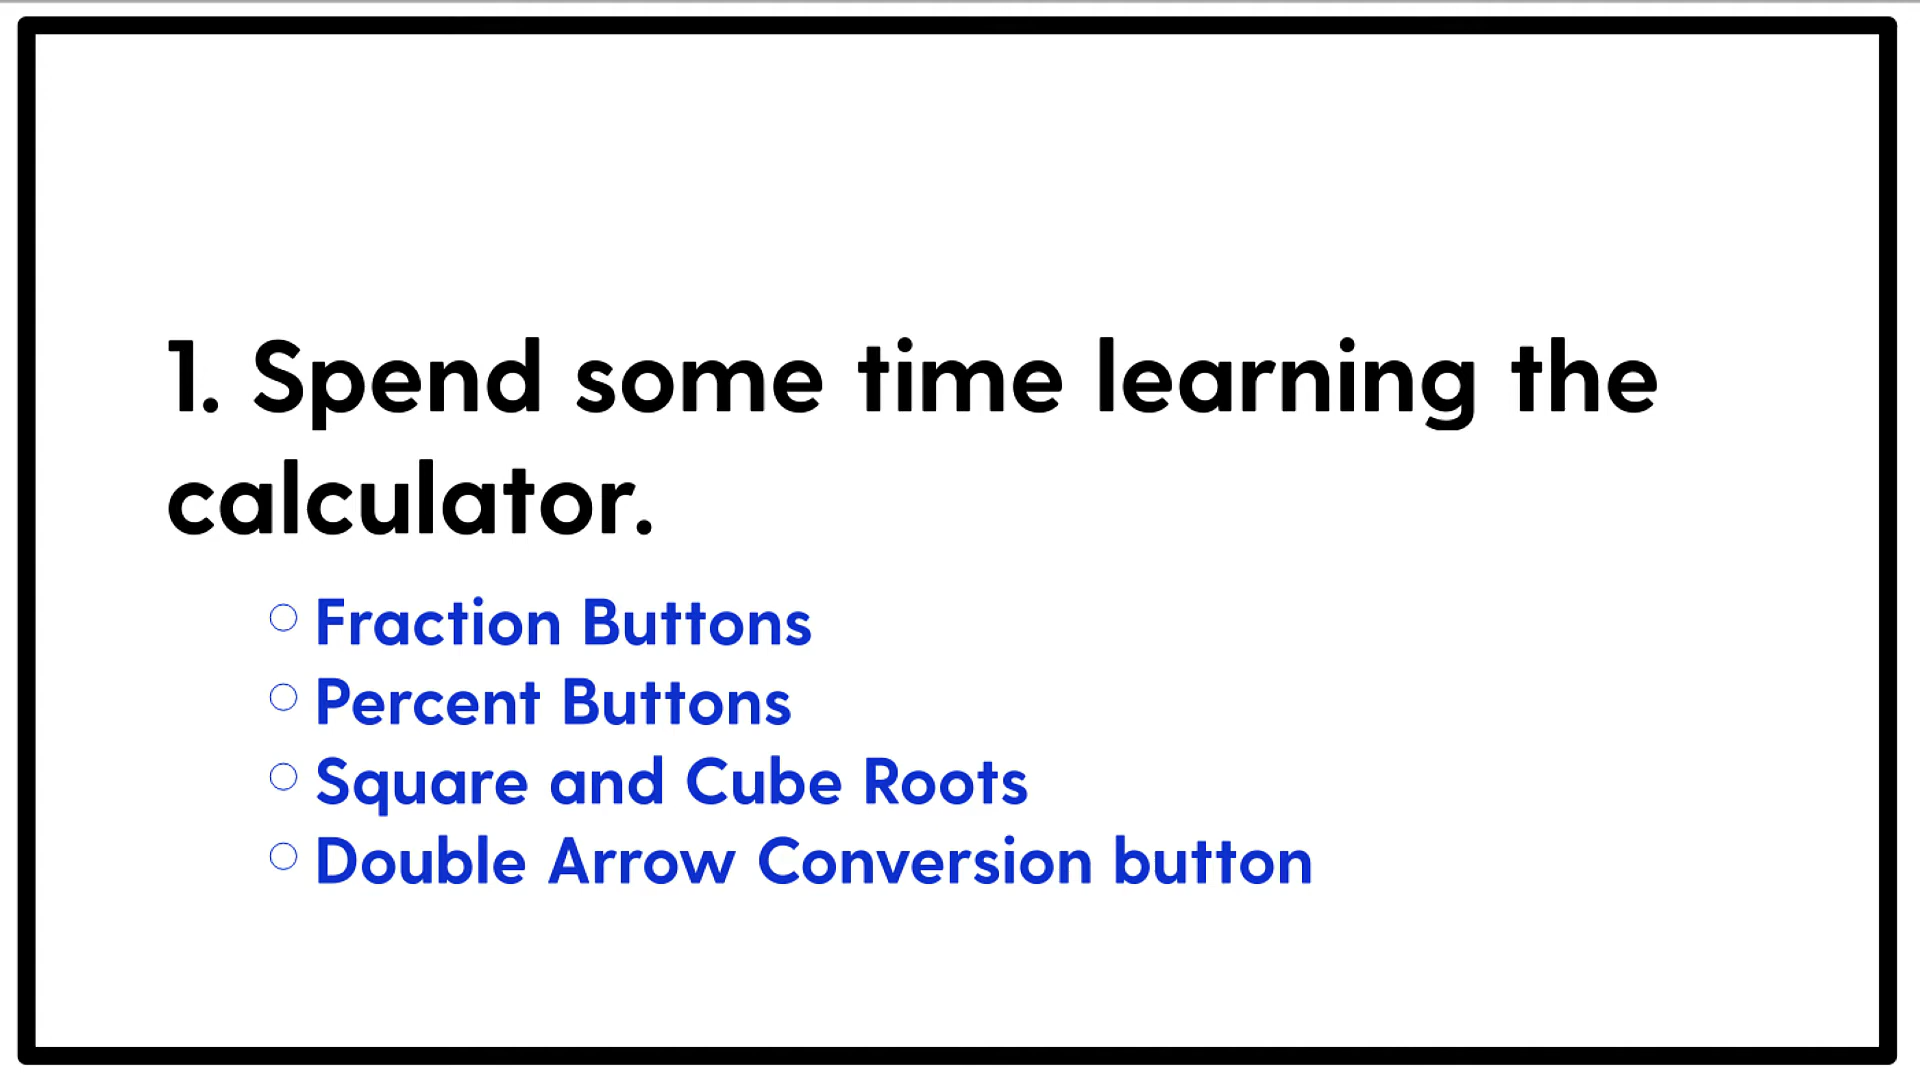 1. Spend some time learning the
calculator.
Fraction Buttons
Percent Buttons
Square and Cube Roots
Double Arrow Conversion button